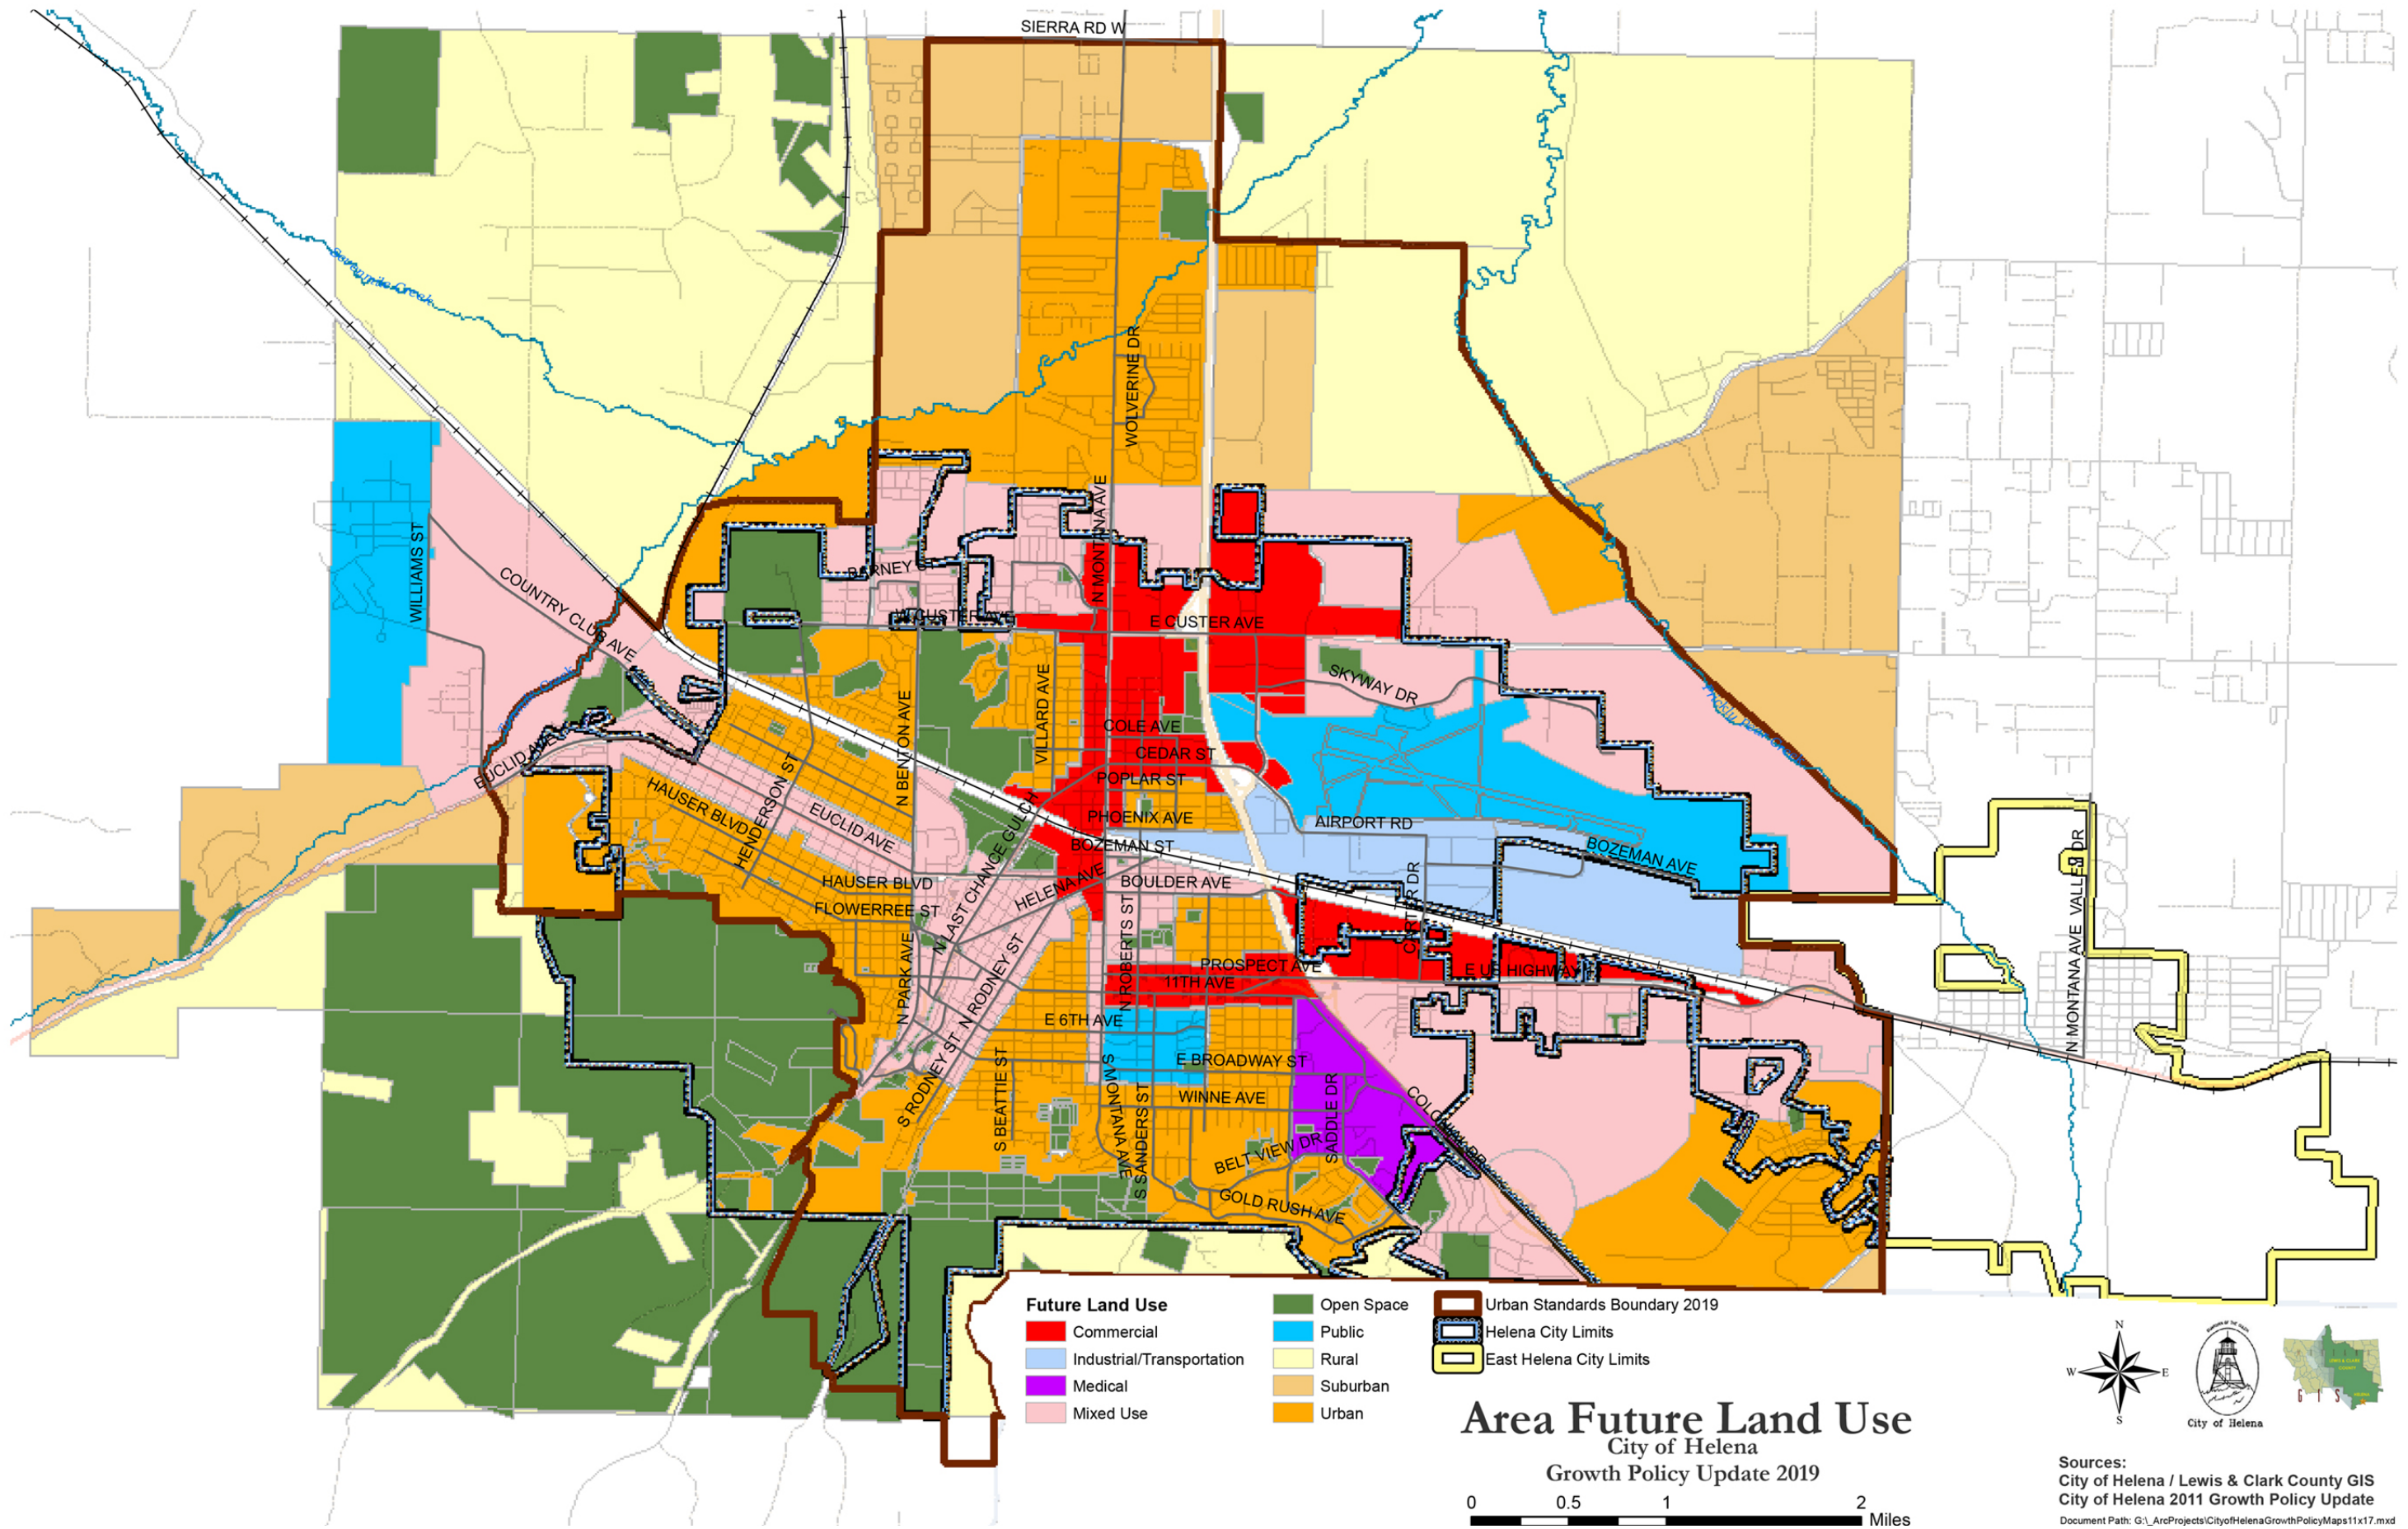 SIERRA RD W
Sevenmile Creek
WOLVERINE DR
N MONTANA AVE
WILLIAMS ST
COUNTRY CLUB AVE
BARNEY ST
W CUSTER AVE
E CUSTER AVE
SKYWAY DR
VILLARD AVE
N BENTON AVE
COLE AVE
CEDAR ST
POPLAR ST
EUCLID AVE
HENDERSON ST
HAUSER BLVD
EUCLID AVE
PHOENIX AVE
AIRPORT RD
BOZEMAN ST
BOZEMAN AVE
HAUSER BLVD
FLOWERREE ST
N LAST CHANCE GULCH
HELENA AVE
BOULDER AVE
CARTER DR
N MONTANA AVE VALLEY DR
N PARK AVE
N RODNEY ST
N ROBERTS ST
PROSPECT AVE
11TH AVE
E US HIGHWAY
E 6TH AVE
E BROADWAY ST
S RODNEY ST
S BEATTIE ST
S MONTANA AVE
S SANDERS ST
WINNE AVE
SADDLE DR
COLONIAL DR
BELT VIEW DR
GOLD RUSH AVE
Future Land Use
Commercial
Industrial/Transportation
Medical
Mixed Use
Open Space
Public
Rural
Suburban
Urban
Urban Standards Boundary 2019
Helena City Limits
East Helena City Limits
Area Future Land Use
City of Helena
Growth Policy Update 2019
0 0.5 1 2
Miles
N
W E
S
City of Helena
G I S
Sources:
City of Helena / Lewis & Clark County GIS
City of Helena 2011 Growth Policy Update
Document Path: G:\_ArcProjects\CityofHelenaGrowthPolicyMaps11x17.mxd